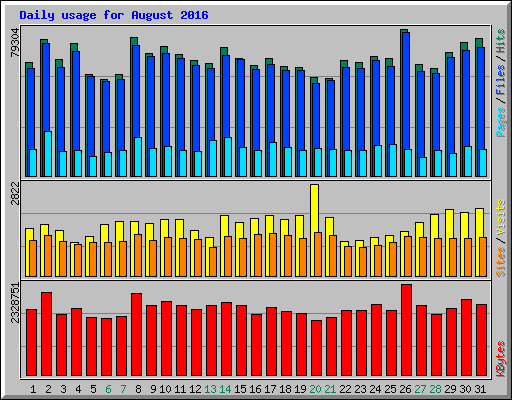 Daily usage for August 2016
79304
Pages / Files / Hits
2822
Sites / Visits
2328751
KBytes
1 2 3 4 5 6 7 8 9 10 11 12 13 14 15 16 17 18 19 20 21 22 23 24 25 26 27 28 29 30 31